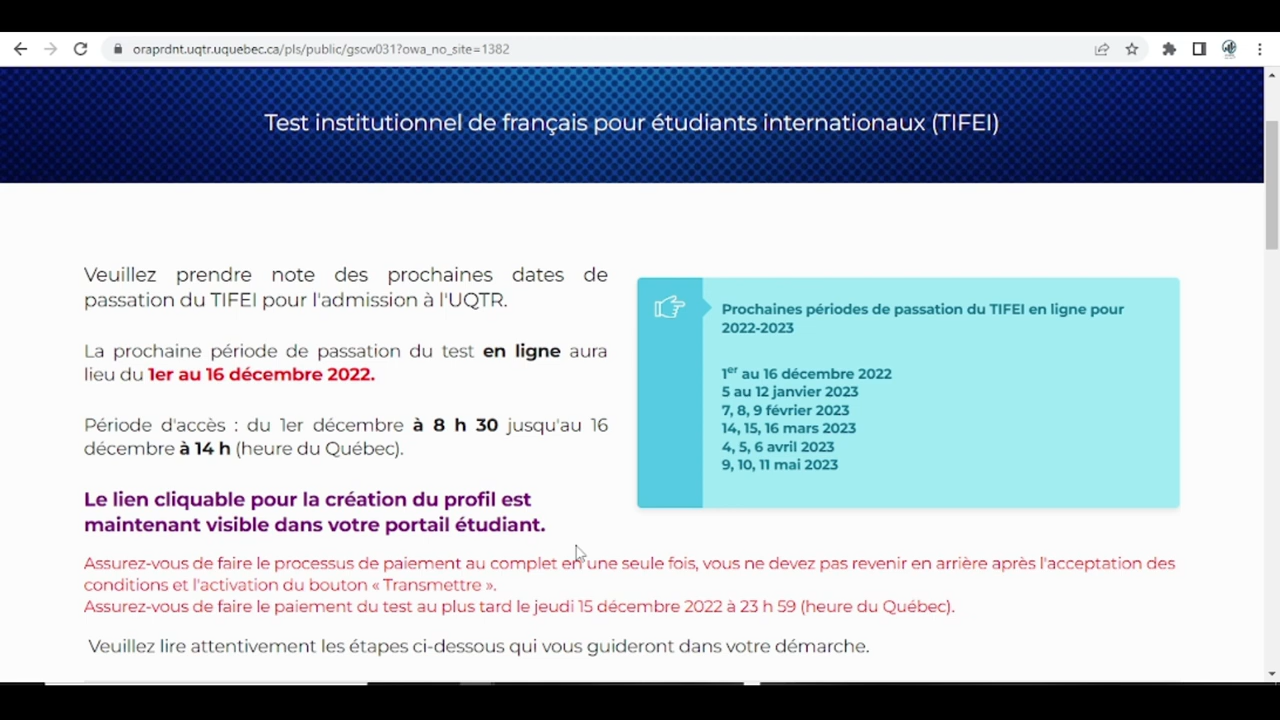 oraprdnt.uqtr.uquebec.ca/pls/public/gscw031?owa_no_site=1382
Test institutionnel de français pour étudiants internationaux (TIFEI)
Veuillez prendre note des prochaines dates de
passation du TIFEI pour l'admission à l'UQTR.
La prochaine période de passation du test en ligne aura
lieu du 1er au 16 décembre 2022.
Période d'accès : du 1er décembre à 8 h 30 jusqu'au 16
décembre à 14 h (heure du Québec).
Le lien cliquable pour la création du profil est
maintenant visible dans votre portail étudiant.
Prochaines périodes de passation du TIFEI en ligne pour
2022-2023
1er au 16 décembre 2022
5 au 12 janvier 2023
7, 8, 9 février 2023
14, 15, 16 mars 2023
4, 5, 6 avril 2023
9, 10, 11 mai 2023
Assurez-vous de faire le processus de paiement au complet en une seule fois, vous ne devez pas revenir en arrière après l'acceptation des
conditions et l'activation du bouton « Transmettre ».
Assurez-vous de faire le paiement du test au plus tard le jeudi 15 décembre 2022 à 23 h 59 (heure du Québec).
Veuillez lire attentivement les étapes ci-dessous qui vous guideront dans votre démarche.